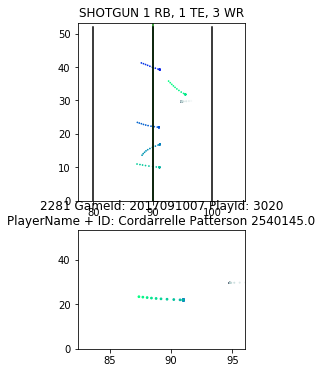 SHOTGUN 1 RB, 1 TE, 3 WR
50
40
30
20
10
0
80 90 100
2281 GameId: 2017091007 PlayId: 3020
PlayerName + ID: Cordarrelle Patterson 2540145.0
40
20
0
85 90 95